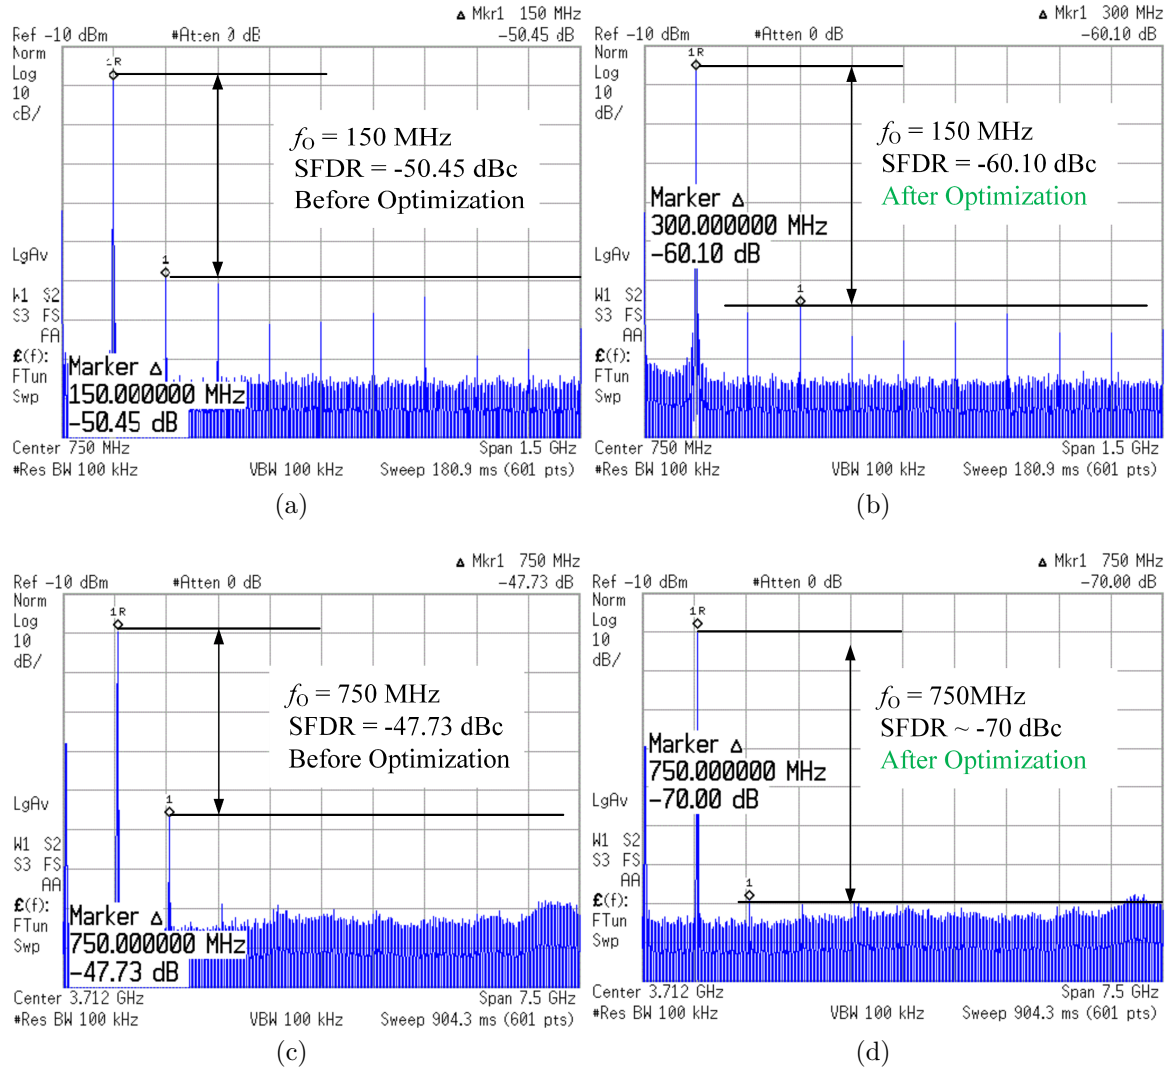 Δ Mkr1 150 MHz
Ref -10 dBm #Atten 0 dB -50.45 dB
Norm
Log
10
cB/
1R
fO = 150 MHz
SFDR = -50.45 dBc
Before Optimization
LgAv
1
W1 S2
S3 FS
FA
£(f):
FTun
Swp
Marker Δ
150.000000 MHz
-50.45 dB
Center 750 MHz Span 1.5 GHz
#Res BW 100 kHz VBW 100 kHz Sweep 180.9 ms (601 pts)
(a)
Δ Mkr1 300 MHz
Ref -10 dBm #Atten 0 dB -60.10 dB
Norm
Log
10
dB/
1R
fO = 150 MHz
SFDR = -60.10 dBc
After Optimization
Marker Δ
300.000000 MHz
-60.10 dB
LgAv
1
W1 S2
S3 FS
AA
£(f):
FTun
Swp
Center 750 MHz Span 1.5 GHz
#Res BW 100 kHz VBW 100 kHz Sweep 180.9 ms (601 pts)
(b)
Δ Mkr1 750 MHz
Ref -10 dBm #Atten 0 dB -47.73 dB
Norm
Log
10
dB/
1R
fO = 750 MHz
SFDR = -47.73 dBc
Before Optimization
LgAv
1
W1 S2
S3 FS
AA
£(f):
FTun
Swp
Marker Δ
750.000000 MHz
-47.73 dB
Center 3.712 GHz Span 7.5 GHz
#Res BW 100 kHz VBW 100 kHz Sweep 904.3 ms (601 pts)
(c)
Δ Mkr1 750 MHz
Ref -10 dBm #Atten 0 dB -70.00 dB
Norm
Log
10
dB/
1R
fO = 750MHz
SFDR ~ -70 dBc
After Optimization
Marker Δ
750.000000 MHz
-70.00 dB
LgAv
1
W1 S2
S3 FS
AA
£(f):
FTun
Swp
Center 3.712 GHz Span 7.5 GHz
#Res BW 100 kHz VBW 100 kHz Sweep 904.3 ms (601 pts)
(d)